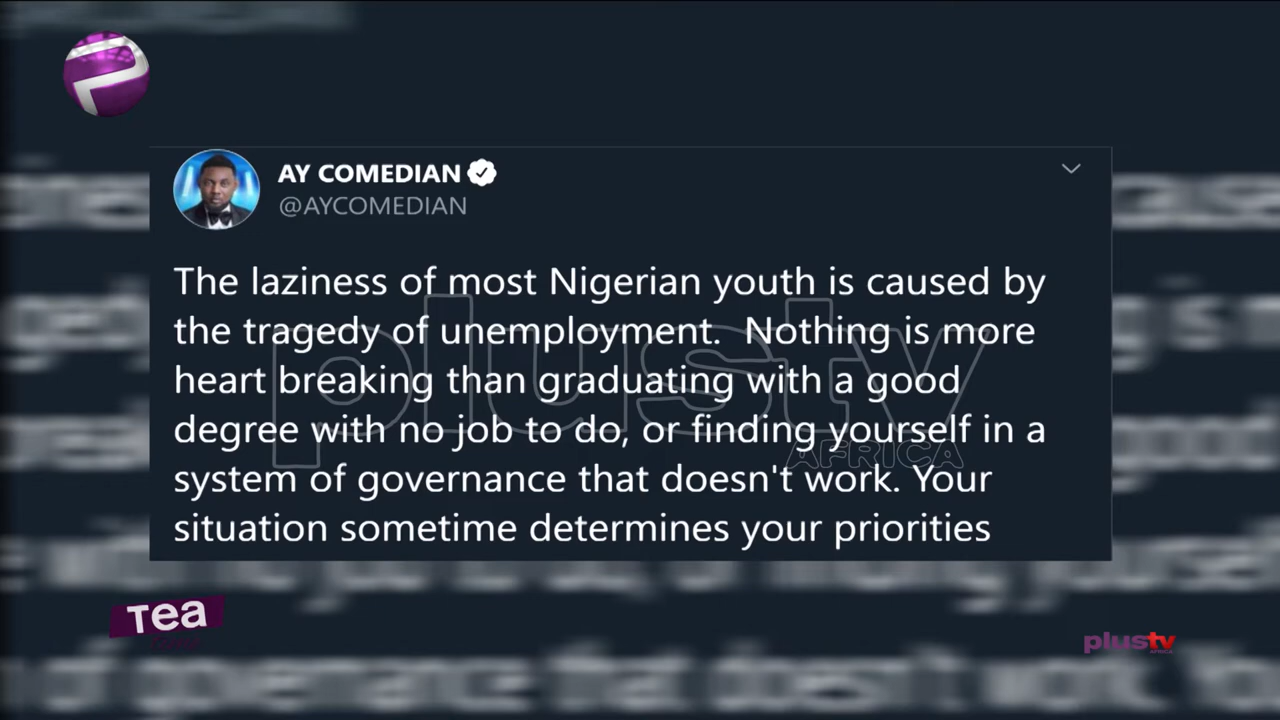 AY COMEDIAN
@AYCOMEDIAN
The laziness of most Nigerian youth is caused by
the tragedy of unemployment. Nothing is more
heart breaking than graduating with a good
degree with no job to do, or finding yourself in a
system of governance that doesn't work. Your
situation sometime determines your priorities
plustv
AFRICA
Tea
plustv
AFRICA